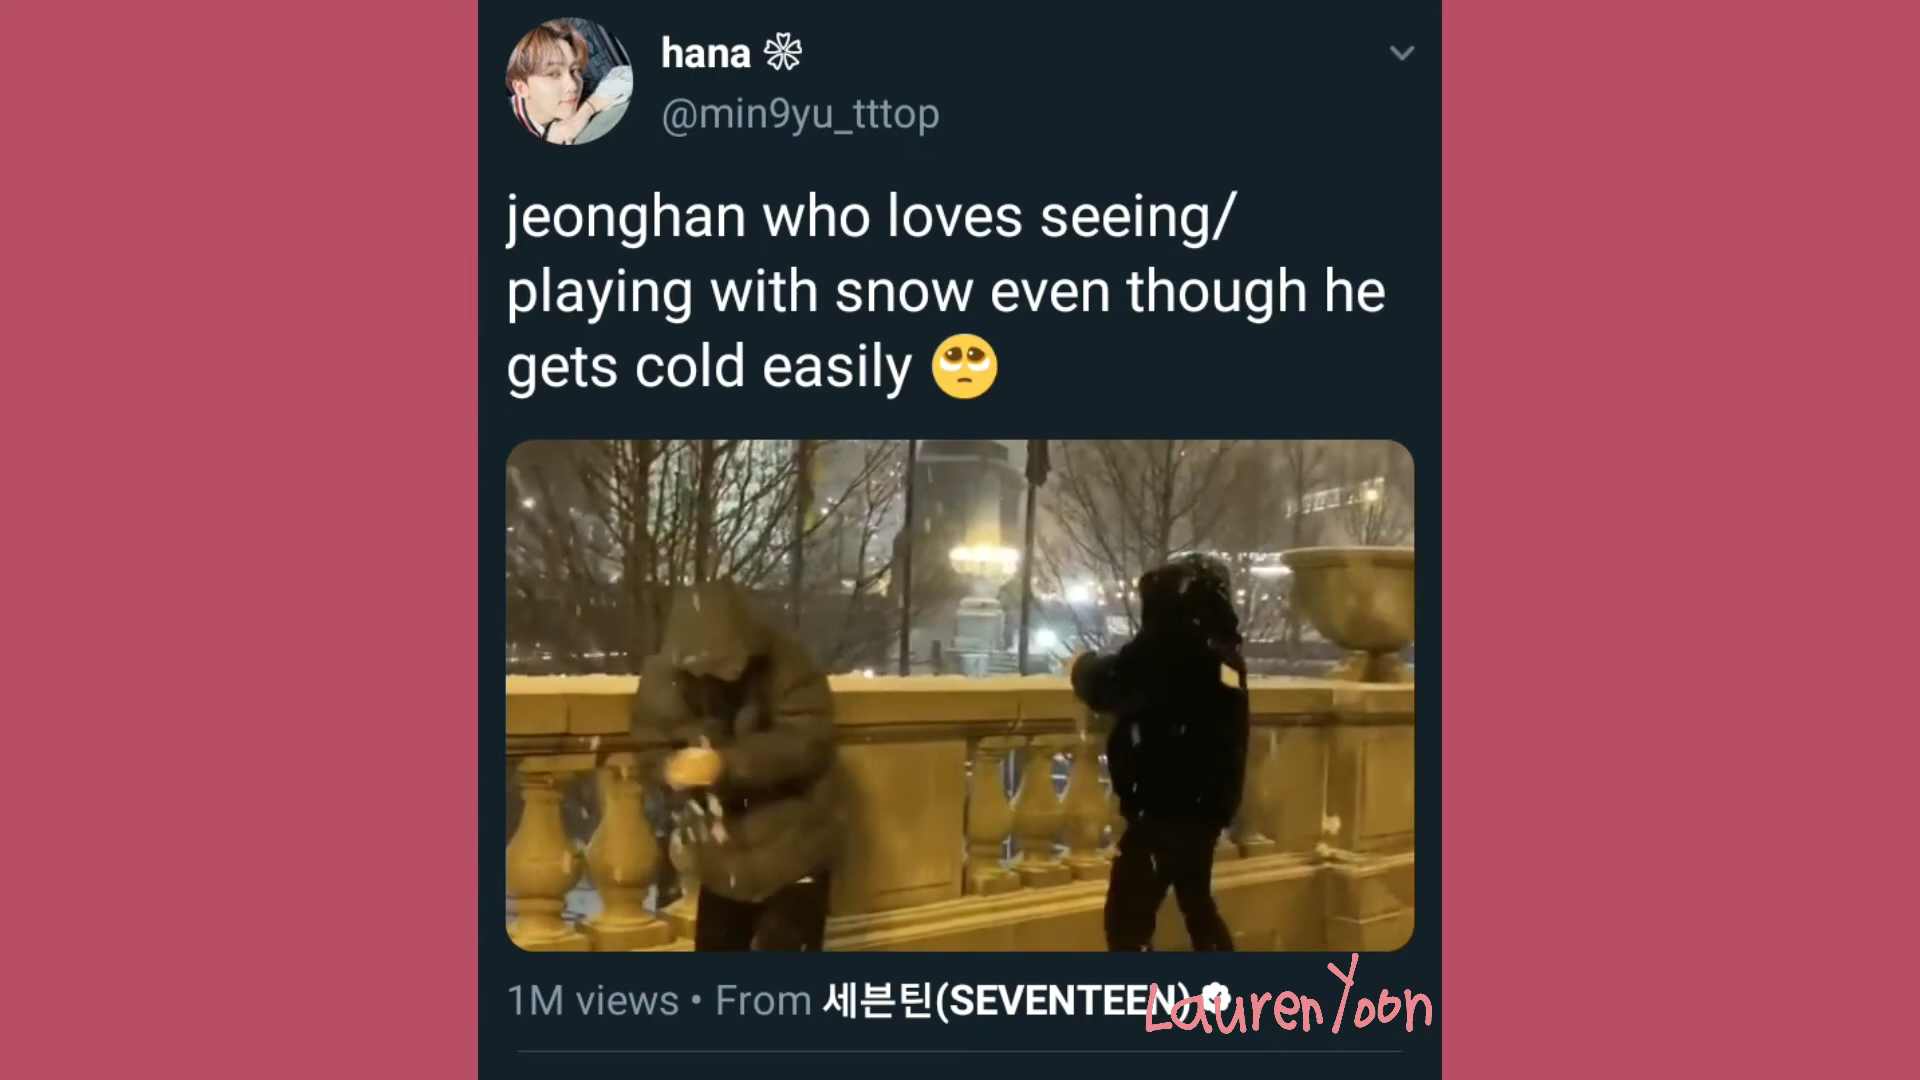 hana
@min9yu_tttop
jeonghan who loves seeing/
playing with snow even though he
gets cold easily 🥺
1M views • From 세븐틴(SEVENTEEN)
LaurenYoon